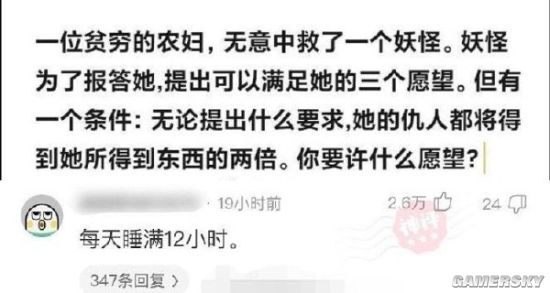 一位贫穷的农妇，无意中救了一个妖怪。妖怪
为了报答她,提出可以满足她的三个愿望。但有
一个条件：无论提出什么要求,她的仇人都将得
到她所得到东西的两倍。你要许什么愿望?
· 19小时前
2.6万
24
神评
每天睡满12小时。
347条回复 >
GAMERSKY